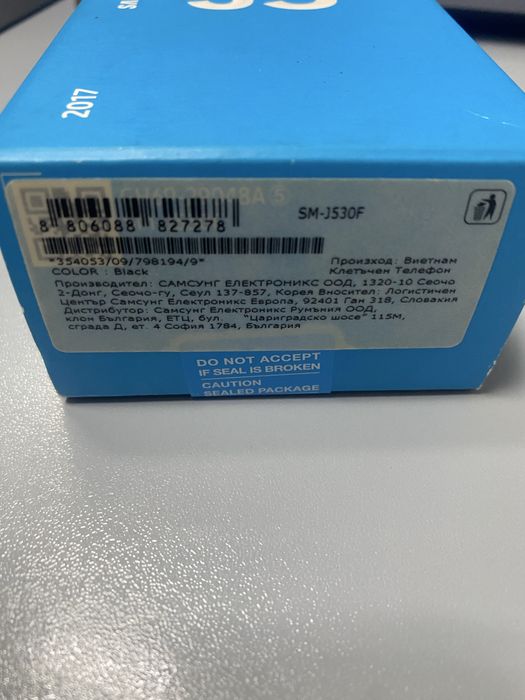 2017
SM-J530F
8 806088 827278
*354053/09/798194/9*
Произход: Виетнам
COLOR : Black
Клетъчен Телефон
Производител: САМСУНГ ЕЛЕКТРОНИКС ООД, 1320-10 Сеочо
2-Донг, Сеочо-гу, Сеул 137-857, Корея Вносител: Логистичен
Център Самсунг Електроникс Европа, 92401 Ган 318, Словакия
Дистрибутор: Самсунг Електроникс Румъния ООД,
клон България, ЕТЦ, бул. "Цариградско шосе" 115М,
сграда Д, ет. 4 София 1784, България
DO NOT ACCEPT
IF SEAL IS BROKEN
CAUTION
SEALED PACKAGE